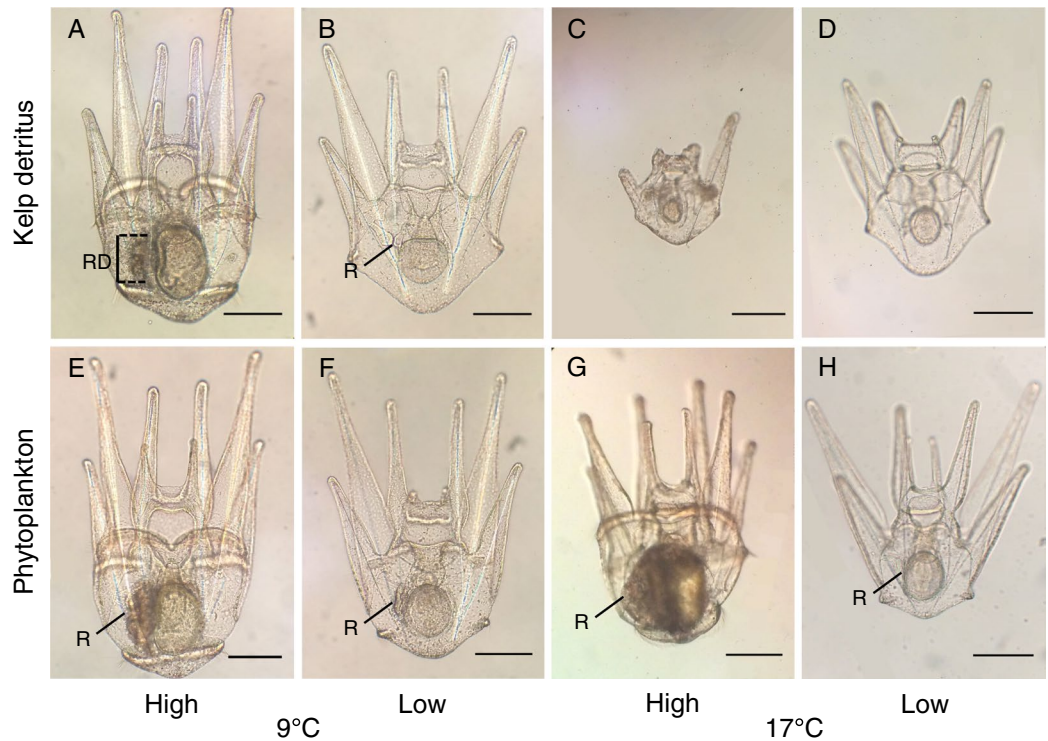 A B C D
Kelp detritus
RD
R
E F G H
Phytoplankton
R
R
R
R
High Low High Low
9°C 17°C